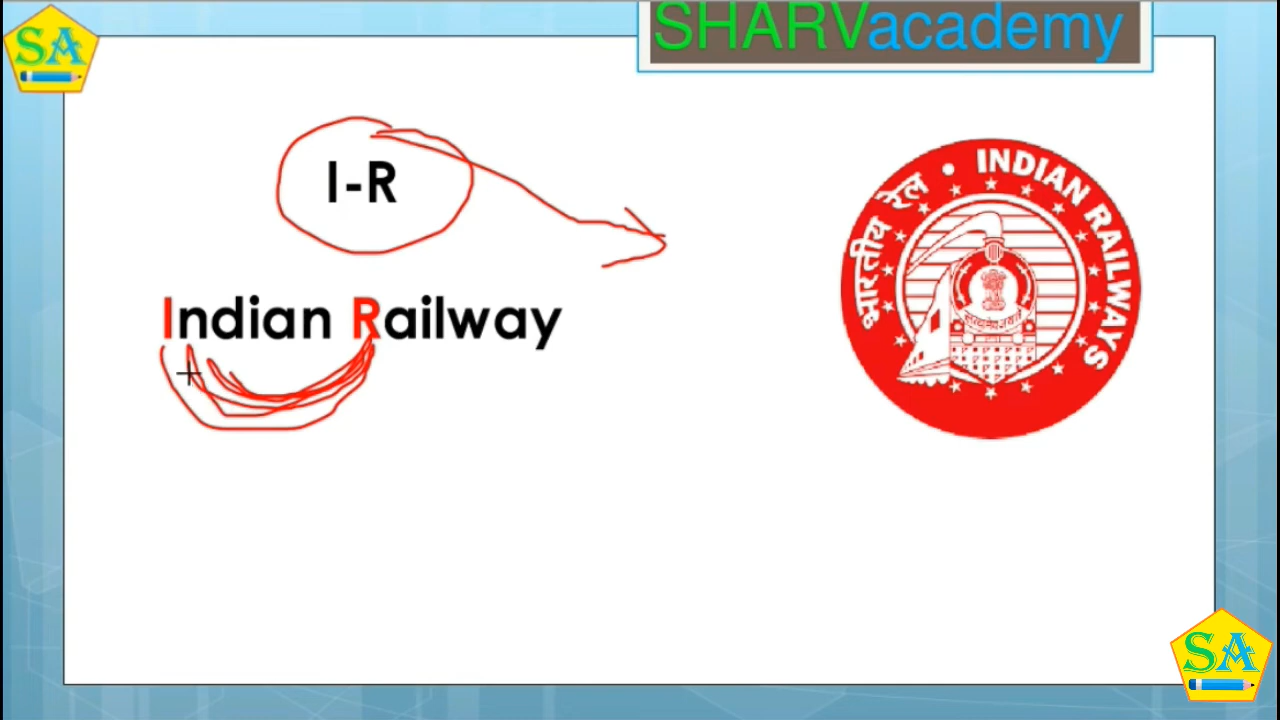 SA
SHARVacademy
I-R
Indian Railway
भारतीय रेल • INDIAN RAILWAYS
SA